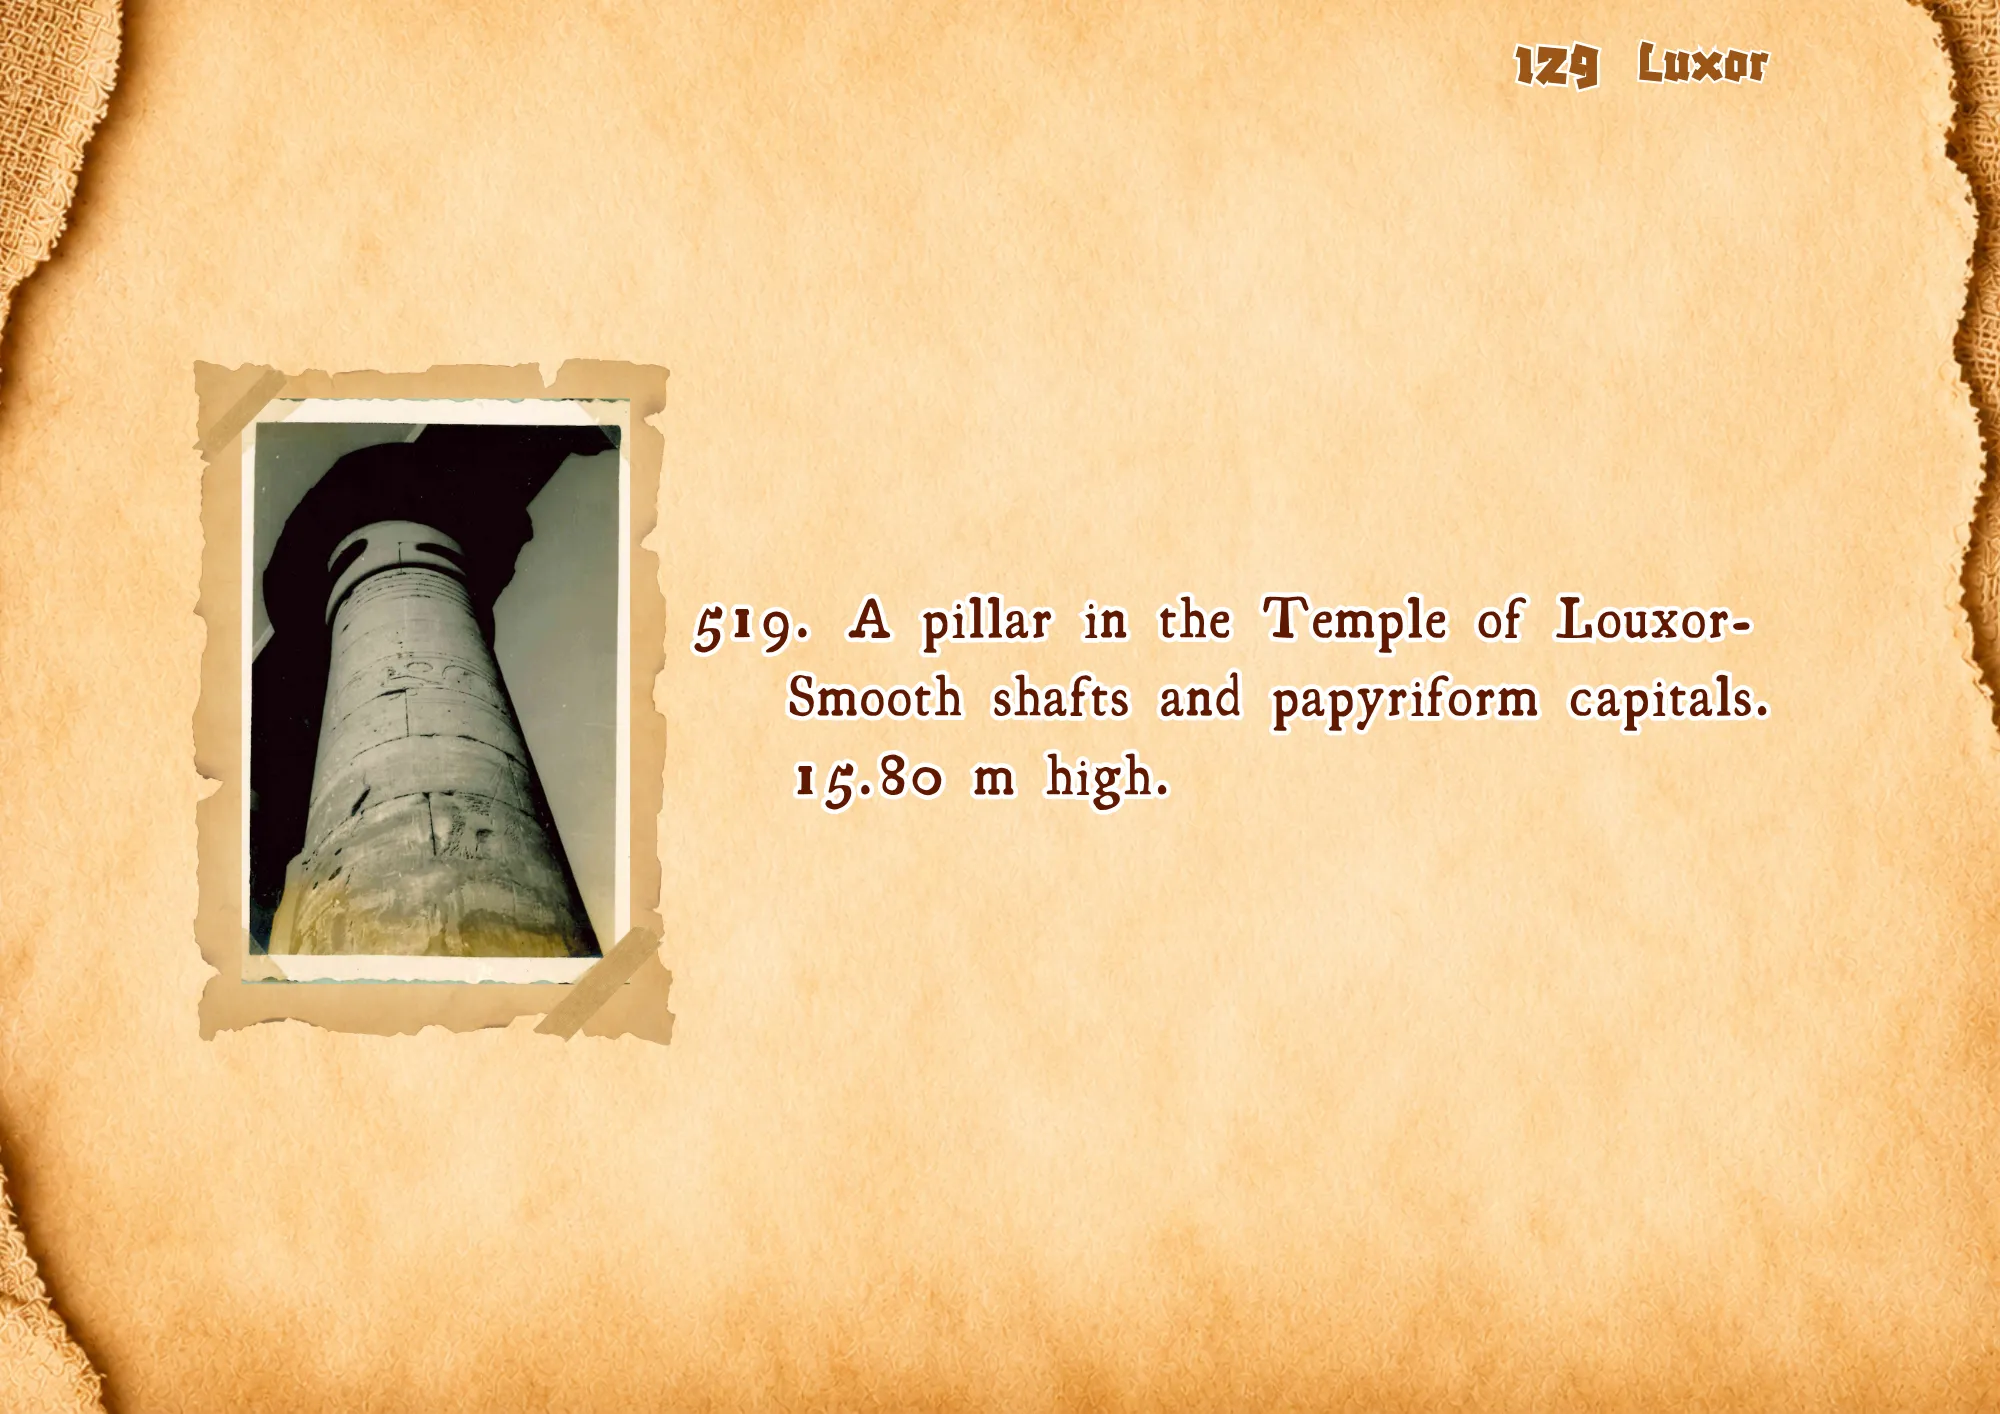 129 Luxor
519. A pillar in the Temple of Louxor-
Smooth shafts and papyriform capitals.
15.80 m high.